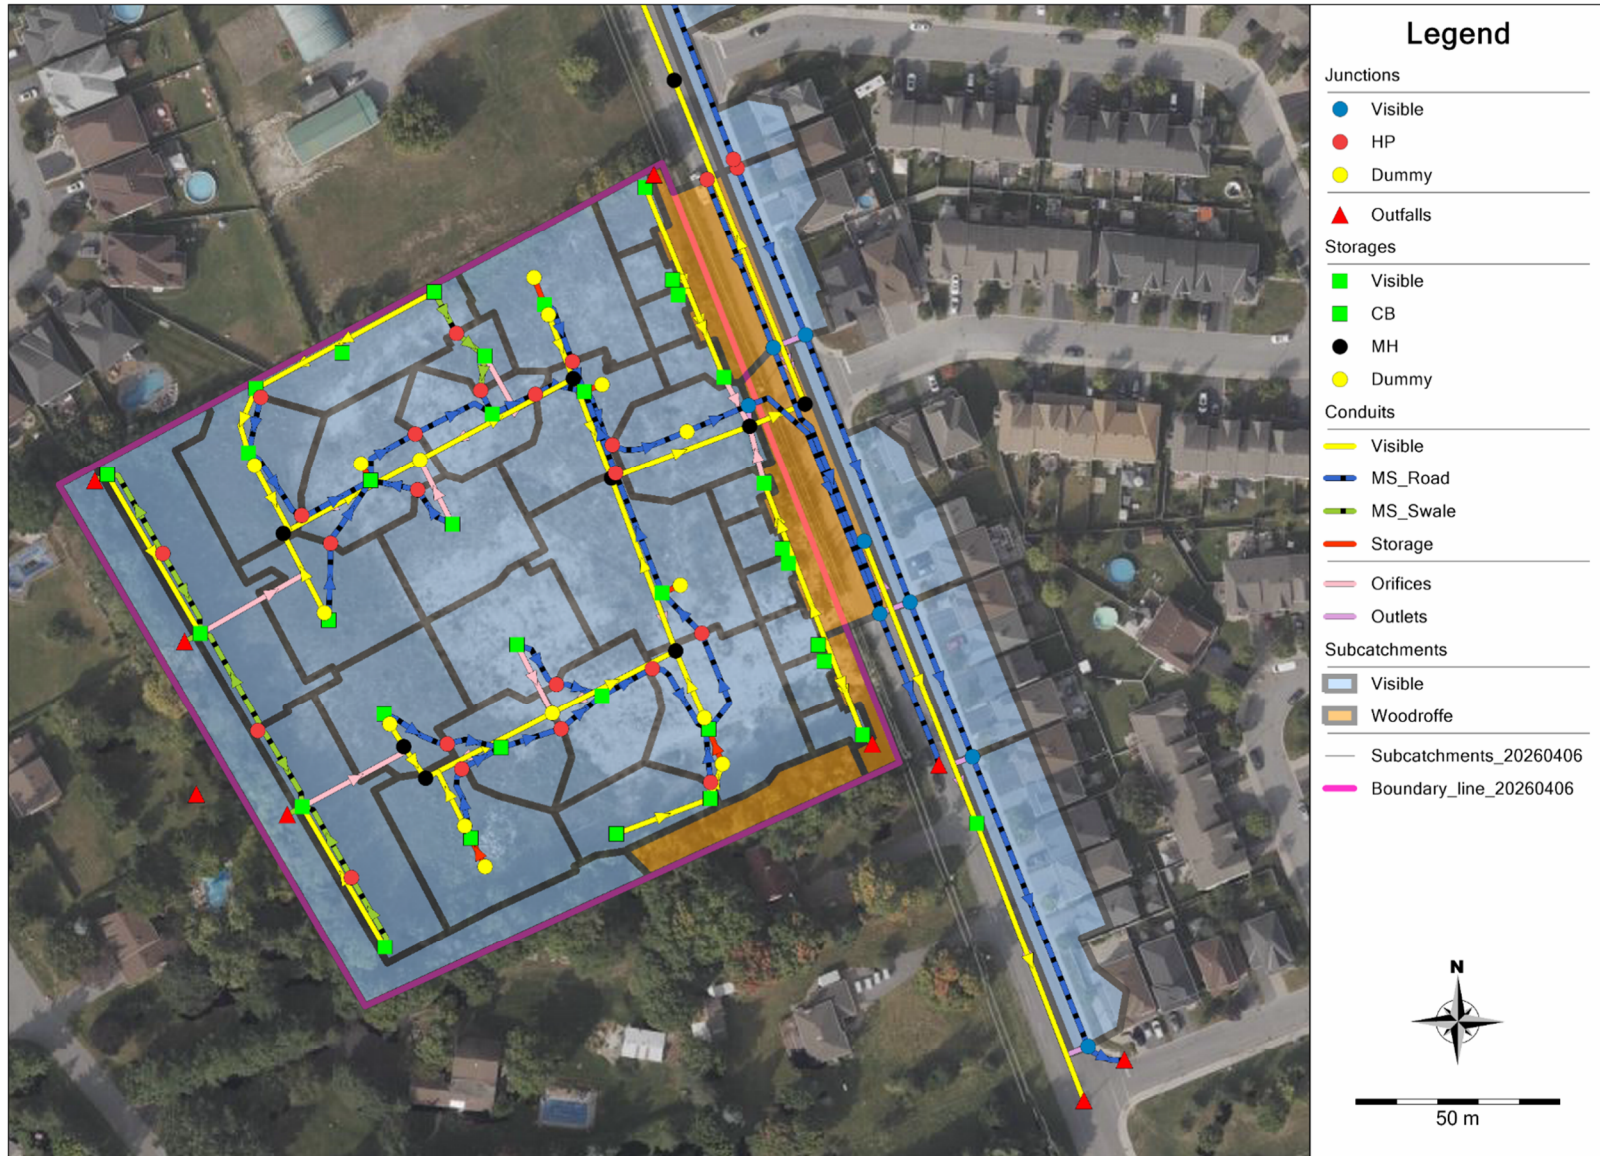 Legend
Junctions
Visible
HP
Dummy
Outfalls
Storages
Visible
CB
MH
Dummy
Conduits
Visible
MS_Road
MS_Swale
Storage
Orifices
Outlets
Subcatchments
Visible
Woodroffe
Subcatchments_20260406
Boundary_line_20260406
N
50 m